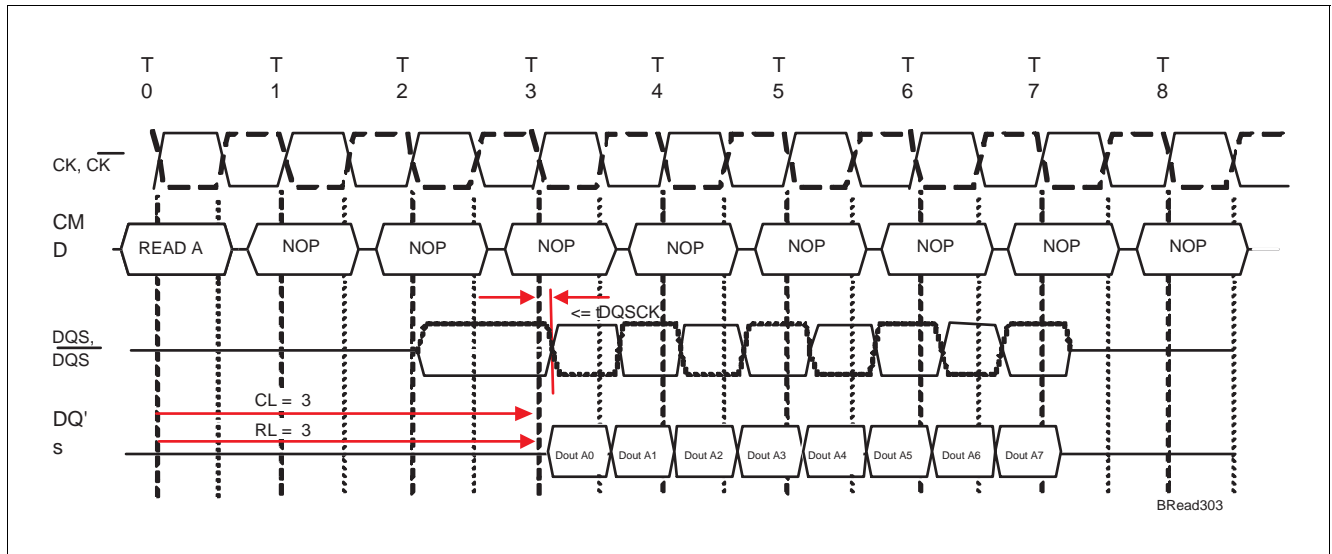 T T T T T T T T T
0 1 2 3 4 5 6 7 8
CK, CK
CM
D
READ A NOP NOP NOP NOP NOP NOP NOP NOP
<= tDQSCK
DQS,
DQS
CL = 3
DQ'
RL = 3
s
Dout A0 Dout A1 Dout A2 Dout A3 Dout A4 Dout A5 Dout A6 Dout A7
BRead303